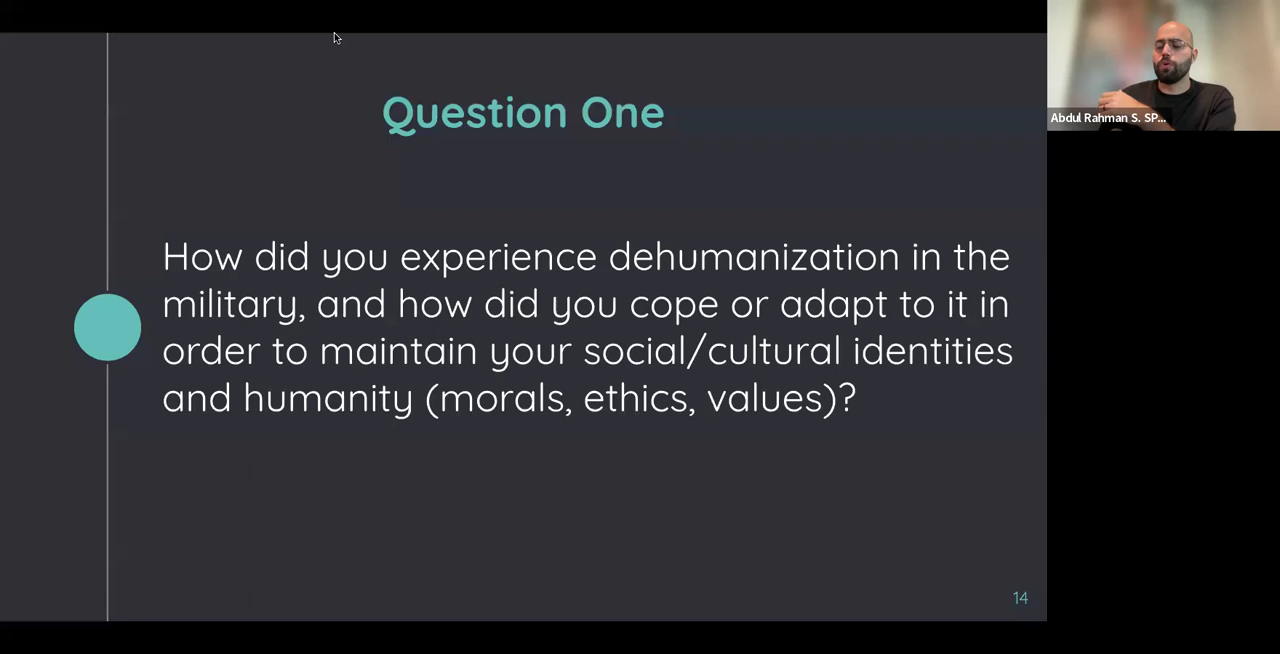 Question One
How did you experience dehumanization in the
military, and how did you cope or adapt to it in
order to maintain your social/cultural identities
and humanity (morals, ethics, values)?
14
Abdul Rahman S. SP...